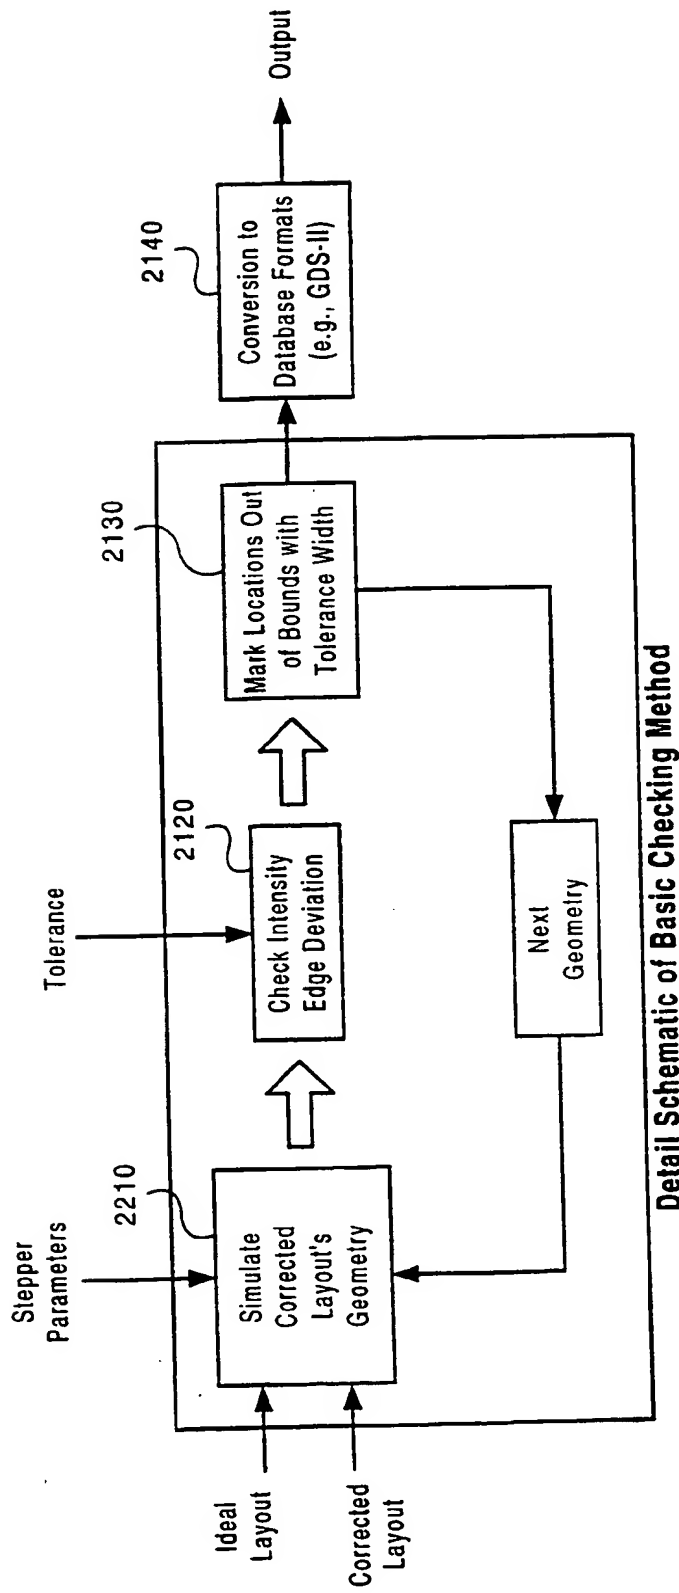 Stepper
Parameters
Tolerance
Ideal
Layout
Corrected
Layout
2210
Simulate
Corrected
Layout's
Geometry
2120
Check Intensity
Edge Deviation
2130
Mark Locations Out
of Bounds with
Tolerance Width
2140
Conversion to
Database Formats
(e.g., GDS-II)
Output
Next
Geometry
Detail Schematic of Basic Checking Method